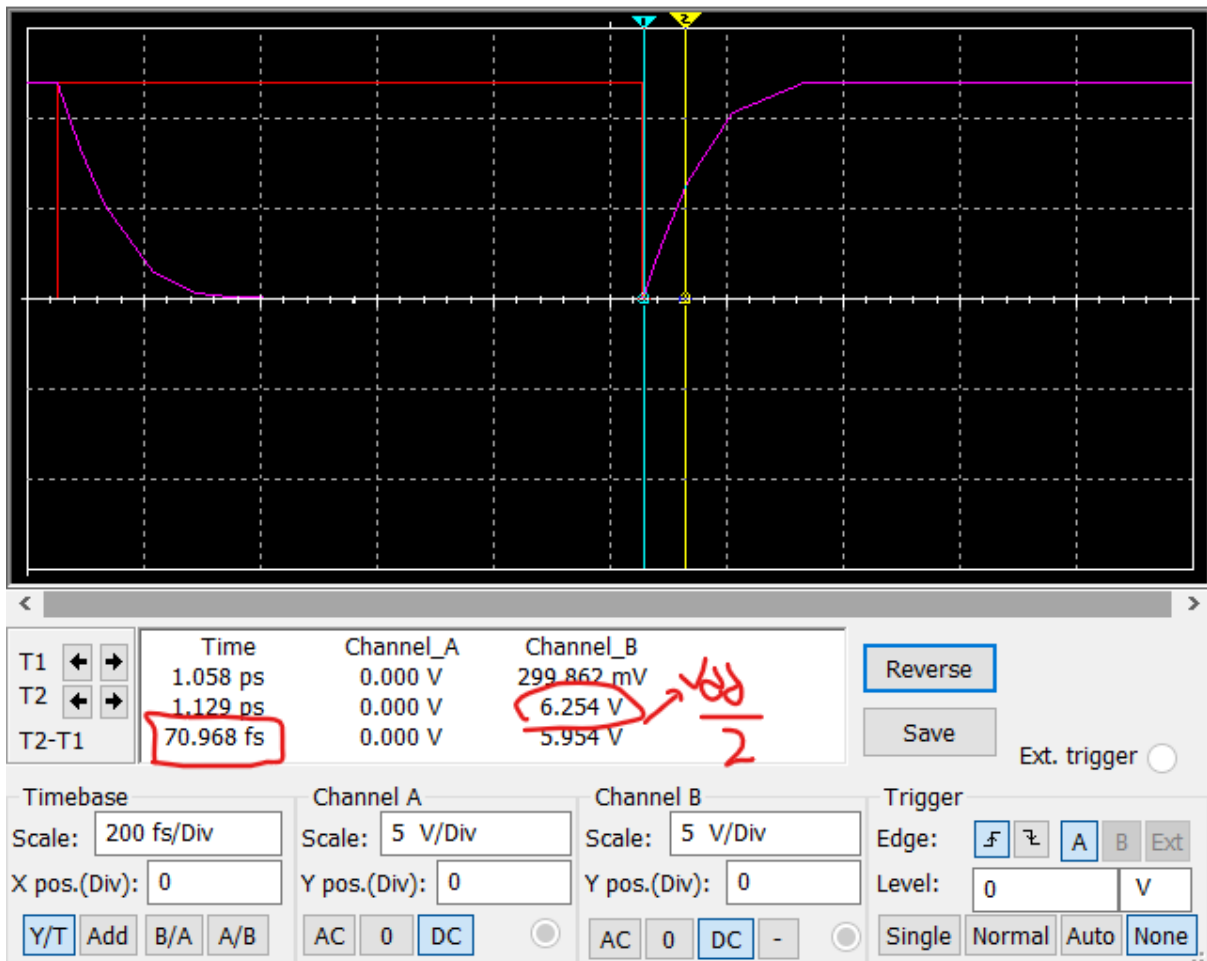 1 2
Time Channel_A Channel_B
T1 1.058 ps 0.000 V 299.862 mV
T2 1.129 ps 0.000 V 6.254 V
T2-T1 70.968 fs 0.000 V 5.954 V
Vdd
2
Reverse
Save
Ext. trigger
Timebase
Scale: 200 fs/Div
X pos.(Div): 0
Y/T Add B/A A/B
Channel A
Scale: 5 V/Div
Y pos.(Div): 0
AC 0 DC
Channel B
Scale: 5 V/Div
Y pos.(Div): 0
AC 0 DC -
Trigger
Edge: A B Ext
Level: 0 V
Single Normal Auto None